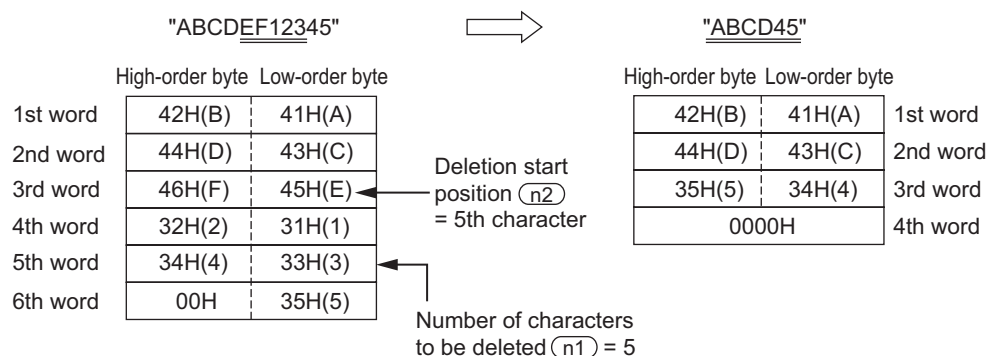 "ABCDEF12345" "ABCD45"
High-order byte Low-order byte High-order byte Low-order byte
1st word 42H(B) 41H(A) 42H(B) 41H(A) 1st word
2nd word 44H(D) 43H(C) 44H(D) 43H(C) 2nd word
3rd word 46H(F) 45H(E) 35H(5) 34H(4) 3rd word
4th word 32H(2) 31H(1) 0000H 4th word
5th word 34H(4) 33H(3)
6th word 00H 35H(5)
Deletion start
position n2
= 5th character
Number of characters
to be deleted n1 = 5